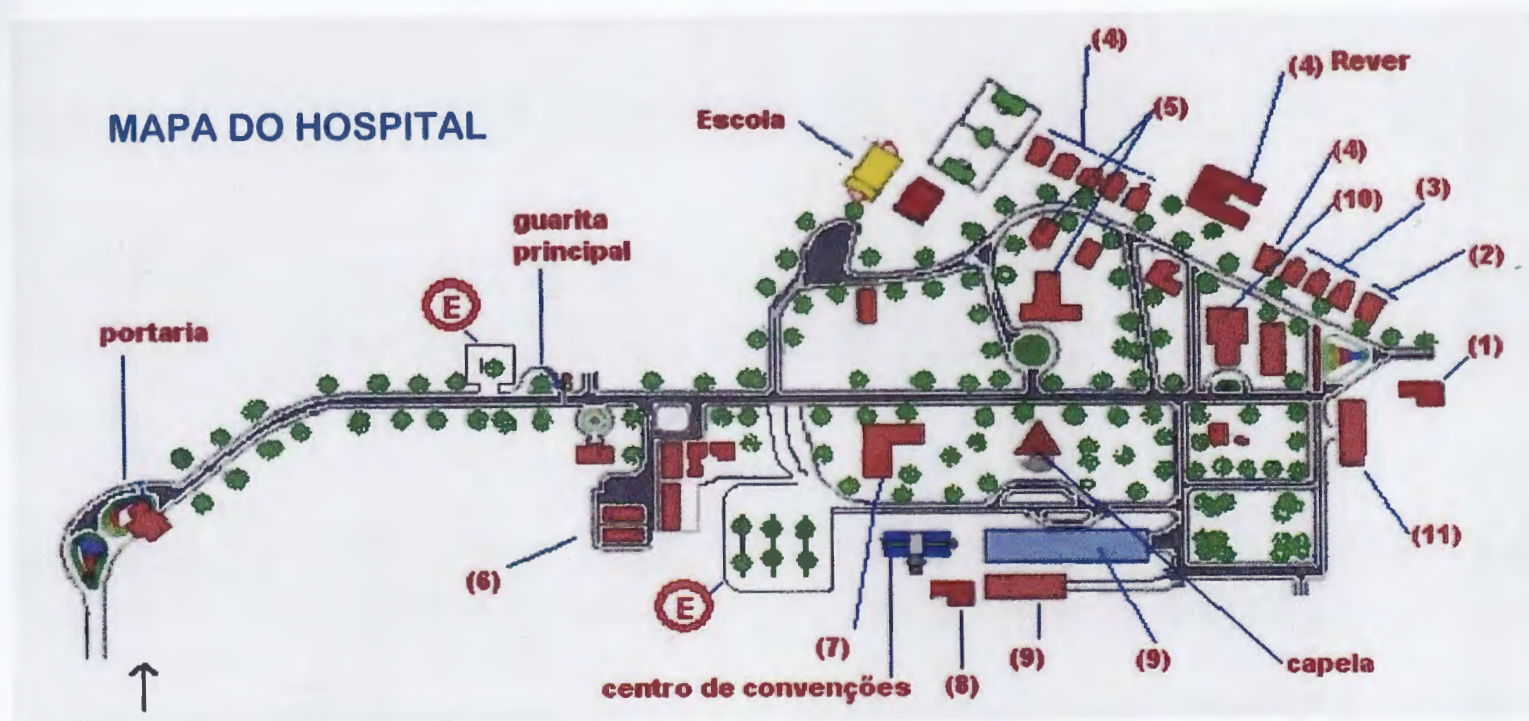 MAPA DO HOSPITAL
(4)
(4) Rever
Escola
(5)
(4)
(3)
(10)
(2)
guarita
principal
E
portaria
(1)
(11)
(6)
E
(7)
(9)
(9)
capela
centro de convenções
(8)